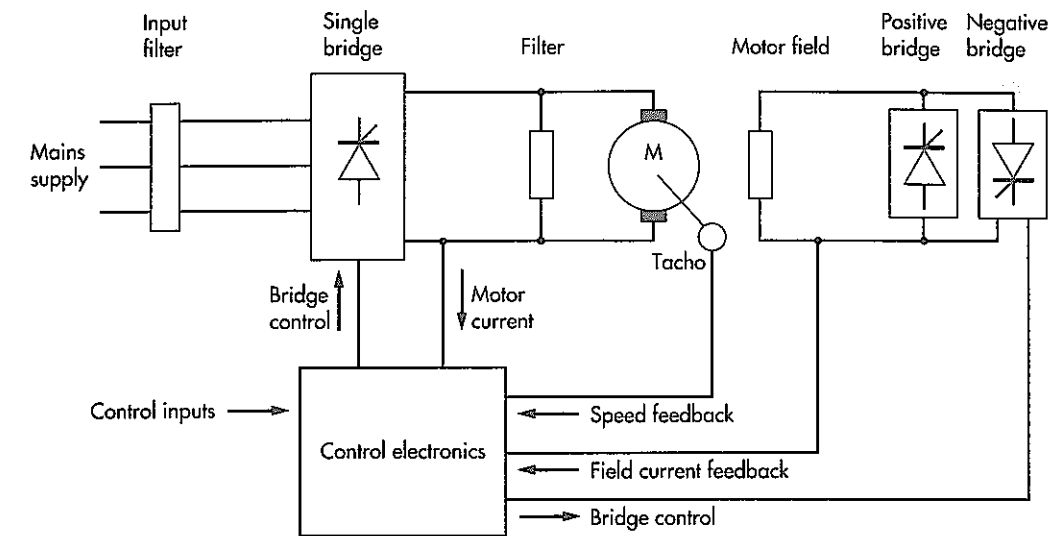 Input
filter
Single
bridge
Filter
Motor field
Positive
bridge
Negative
bridge
Mains
supply
M
Tacho
Bridge
control
Motor
current
Control inputs
Control electronics
Speed feedback
Field current feedback
Bridge control